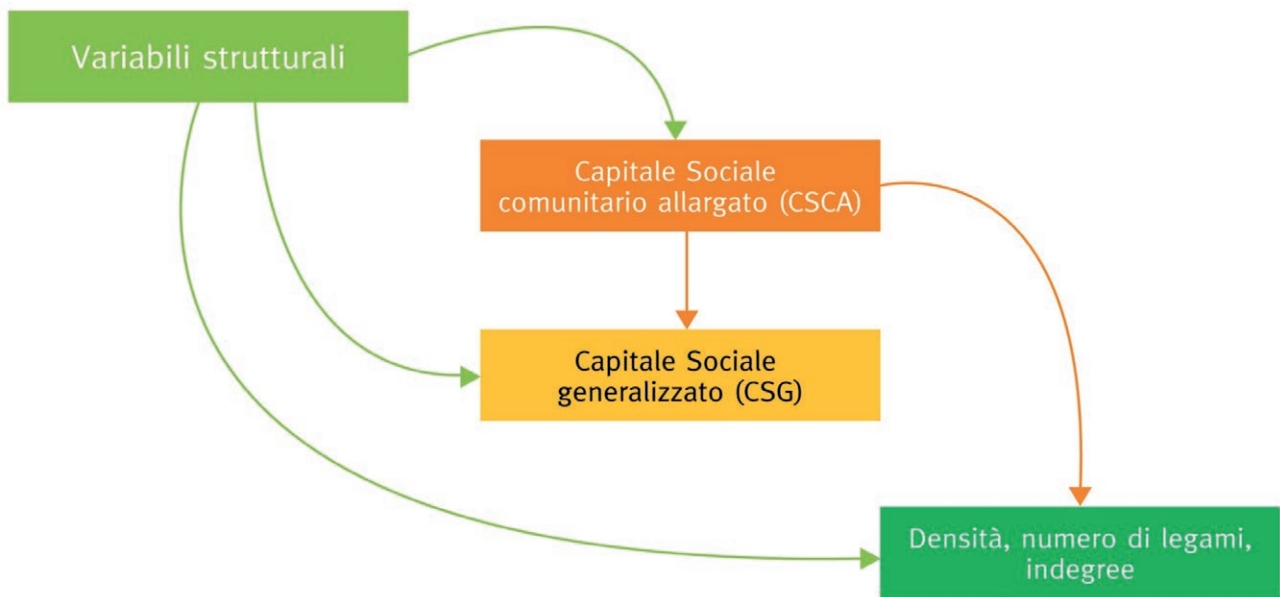 Variabili strutturali
Capitale Sociale
comunitario allargato (CSCA)
Capitale Sociale
generalizzato (CSG)
Densità, numero di legami,
indegree